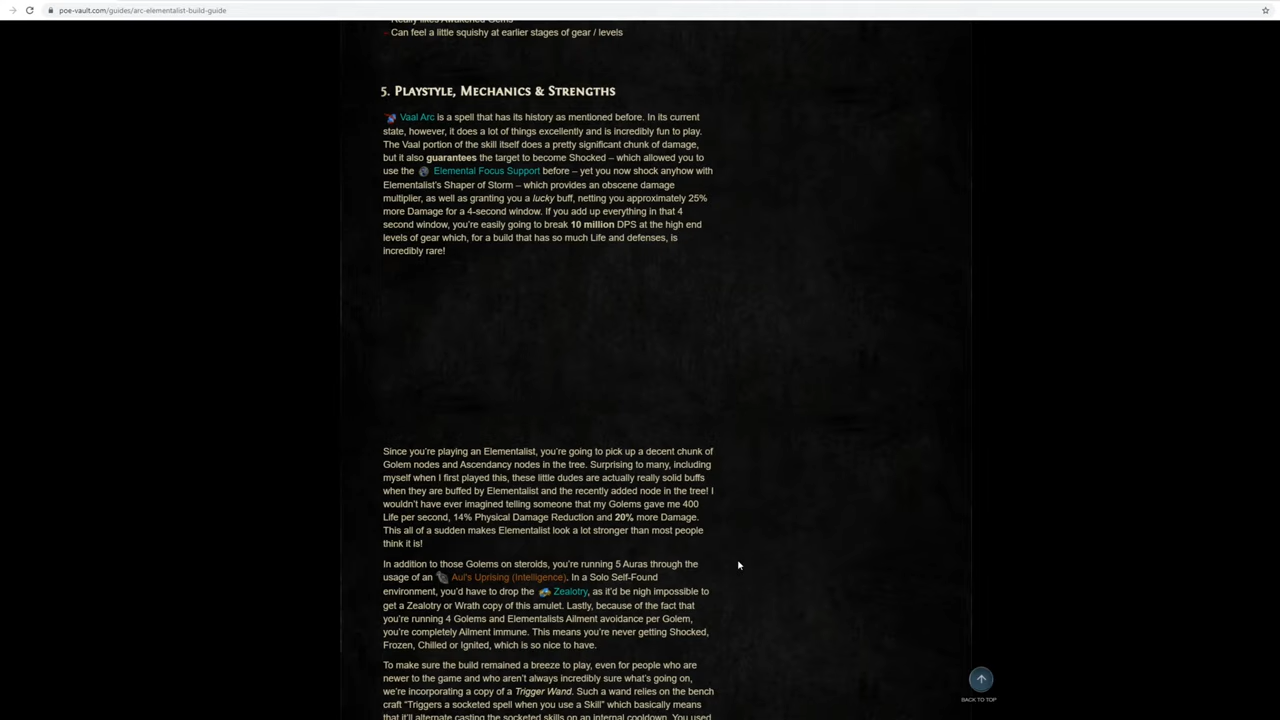 poe-vault.com/guides/arc-elementalist-build-guide
Really likes Awakened Gems
Can feel a little squishy at earlier stages of gear / levels
5. Playstyle, Mechanics & Strengths
Vaal Arc is a spell that has its history as mentioned before. In its current
state, however, it does a lot of things excellently and is incredibly fun to play.
The Vaal portion of the skill itself does a pretty significant chunk of damage,
but it also guarantees the target to become Shocked – which allowed you to
use the Elemental Focus Support before – yet you now shock anyhow with
Elementalist's Shaper of Storm – which provides an obscene damage
multiplier, as well as granting you a lucky buff, netting you approximately 25%
more Damage for a 4-second window. If you add up everything in that 4
second window, you're easily going to break 10 million DPS at the high end
levels of gear which, for a build that has so much Life and defenses, is
incredibly rare!
Since you're playing an Elementalist, you're going to pick up a decent chunk of
Golem nodes and Ascendancy nodes in the tree. Surprising to many, including
myself when I first played this, these little dudes are actually really solid buffs
when they are buffed by Elementalist and the recently added node in the tree! I
wouldn't have ever imagined telling someone that my Golems gave me 400
Life per second, 14% Physical Damage Reduction and 20% more Damage.
This all of a sudden makes Elementalist look a lot stronger than most people
think it is!
In addition to those Golems on steroids, you're running 5 Auras through the
usage of an Aul's Uprising (Intelligence). In a Solo Self-Found
environment, you'd have to drop the Zealotry, as it'd be nigh impossible to
get a Zealotry or Wrath copy of this amulet. Lastly, because of the fact that
you're running 4 Golems and Elementalists Ailment avoidance per Golem,
you're completely Ailment immune. This means you're never getting Shocked,
Frozen, Chilled or Ignited, which is so nice to have.
To make sure the build remained a breeze to play, even for people who are
newer to the game and who aren't always incredibly sure what's going on,
we're incorporating a copy of a Trigger Wand. Such a wand relies on the bench
craft "Triggers a socketed spell when you use a Skill" which basically means
that it'll alternate casting the socketed skills on an internal cooldown. You used
BACK TO TOP